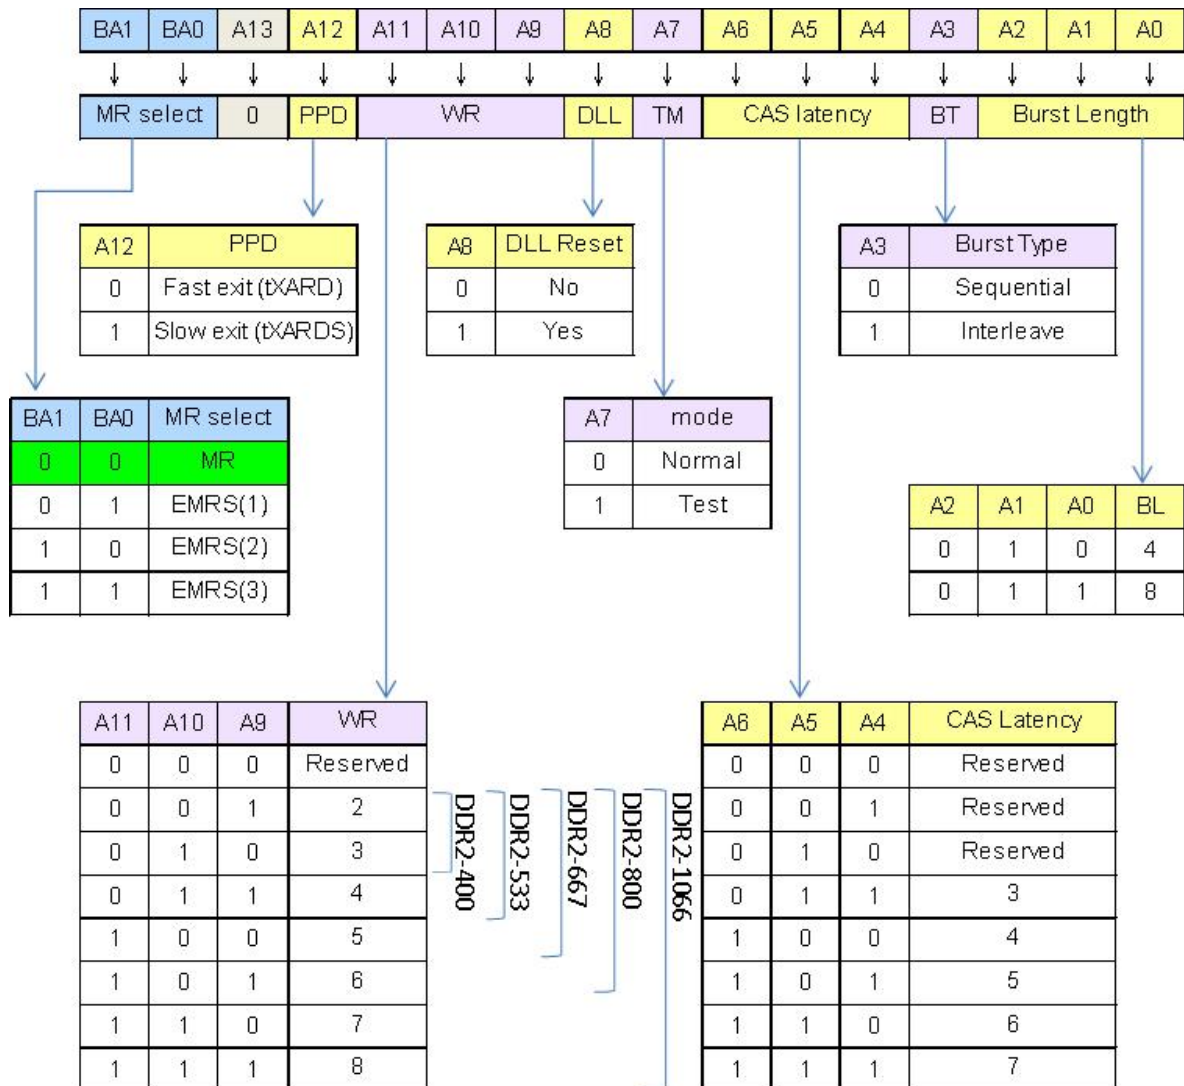 BA1 BA0 A13 A12 A11 A10 A9 A8 A7 A6 A5 A4 A3 A2 A1 A0
MR select 0 PPD WR DLL TM CAS latency BT Burst Length
A12 PPD
0 Fast exit (tXARD)
1 Slow exit (tXARDS)
A8 DLL Reset
0 No
1 Yes
A3 Burst Type
0 Sequential
1 Interleave
BA1 BA0 MR select
0 0 MR
0 1 EMRS(1)
1 0 EMRS(2)
1 1 EMRS(3)
A7 mode
0 Normal
1 Test
A2 A1 A0 BL
0 1 0 4
0 1 1 8
A11 A10 A9 WR
0 0 0 Reserved
0 0 1 2
0 1 0 3
0 1 1 4
1 0 0 5
1 0 1 6
1 1 0 7
1 1 1 8
DDR2-400
DDR2-533
DDR2-667
DDR2-800
DDR2-1066
A6 A5 A4 CAS Latency
0 0 0 Reserved
0 0 1 Reserved
0 1 0 Reserved
0 1 1 3
1 0 0 4
1 0 1 5
1 1 0 6
1 1 1 7